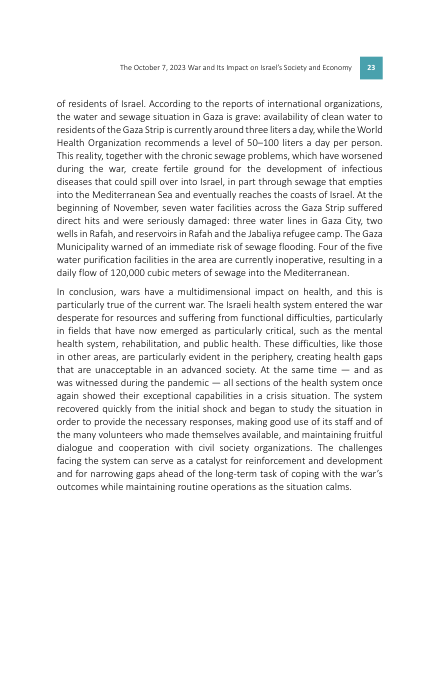 The October 7, 2023 War and Its Impact on Israel's Society and Economy 23
of residents of Israel. According to the reports of international organizations,
the water and sewage situation in Gaza is grave: availability of clean water to
residents of the Gaza Strip is currently around three liters a day, while the World
Health Organization recommends a level of 50–100 liters a day per person.
This reality, together with the chronic sewage problems, which have worsened
during the war, create fertile ground for the development of infectious
diseases that could spill over into Israel, in part through sewage that empties
into the Mediterranean Sea and eventually reaches the coasts of Israel. At the
beginning of November, seven water facilities across the Gaza Strip suffered
direct hits and were seriously damaged: three water lines in Gaza City, two
wells in Rafah, and reservoirs in Rafah and the Jabaliya refugee camp. The Gaza
Municipality warned of an immediate risk of sewage flooding. Four of the five
water purification facilities in the area are currently inoperative, resulting in a
daily flow of 120,000 cubic meters of sewage into the Mediterranean.
In conclusion, wars have a multidimensional impact on health, and this is
particularly true of the current war. The Israeli health system entered the war
desperate for resources and suffering from functional difficulties, particularly
in fields that have now emerged as particularly critical, such as the mental
health system, rehabilitation, and public health. These difficulties, like those
in other areas, are particularly evident in the periphery, creating health gaps
that are unacceptable in an advanced society. At the same time — and as
was witnessed during the pandemic — all sections of the health system once
again showed their exceptional capabilities in a crisis situation. The system
recovered quickly from the initial shock and began to study the situation in
order to provide the necessary responses, making good use of its staff and of
the many volunteers who made themselves available, and maintaining fruitful
dialogue and cooperation with civil society organizations. The challenges
facing the system can serve as a catalyst for reinforcement and development
and for narrowing gaps ahead of the long-term task of coping with the war's
outcomes while maintaining routine operations as the situation calms.